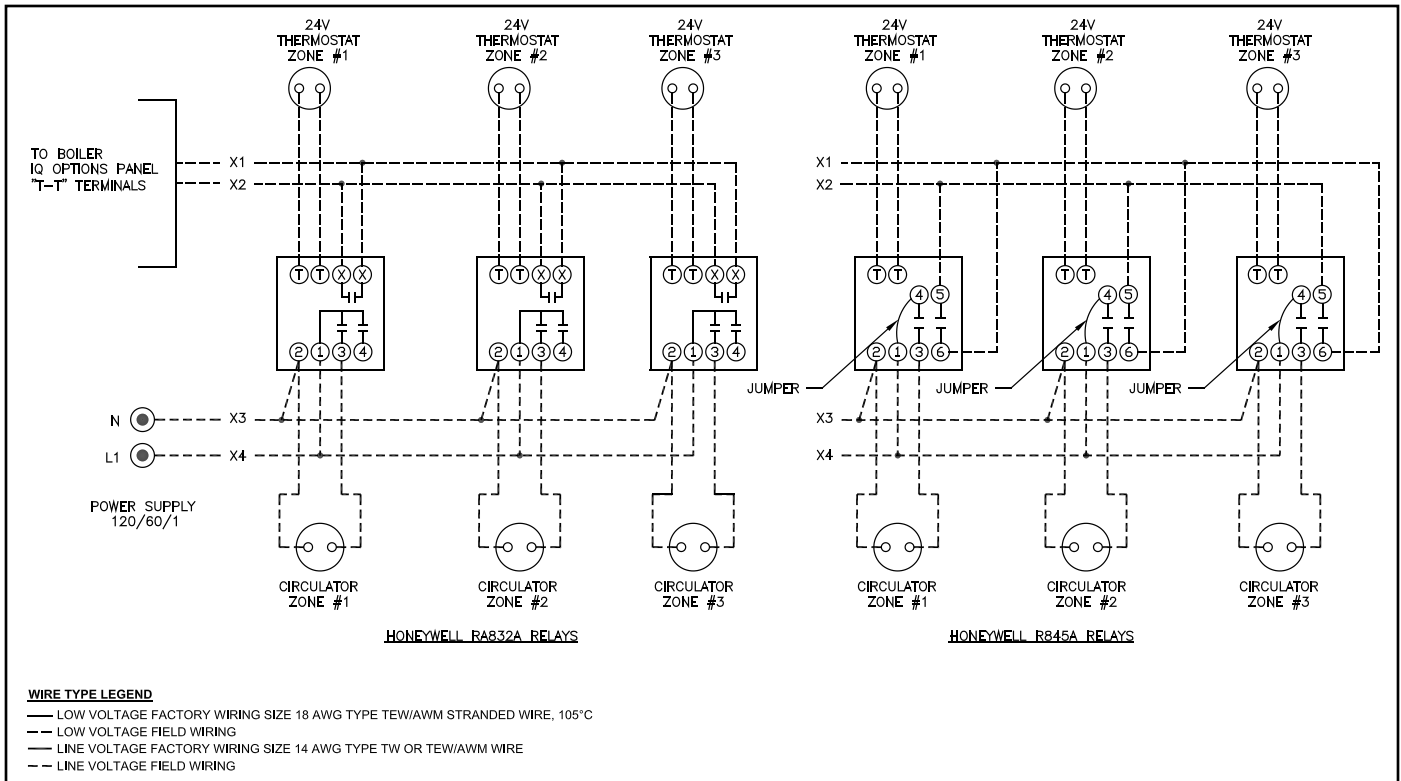 24V
THERMOSTAT
ZONE #1
24V
THERMOSTAT
ZONE #2
24V
THERMOSTAT
ZONE #3
24V
THERMOSTAT
ZONE #1
24V
THERMOSTAT
ZONE #2
24V
THERMOSTAT
ZONE #3
TO BOILER
IQ OPTIONS PANEL
"T-T" TERMINALS
X1
X2
X1
X2
T T X X
T T X X
T T X X
T T
T T
T T
4 5
4 5
4 5
2 1 3 4
2 1 3 4
2 1 3 4
2 1 3 6
2 1 3 6
2 1 3 6
JUMPER
JUMPER
JUMPER
N
X3
X3
L1
X4
X4
POWER SUPPLY
120/60/1
CIRCULATOR
ZONE #1
CIRCULATOR
ZONE #2
CIRCULATOR
ZONE #3
CIRCULATOR
ZONE #1
CIRCULATOR
ZONE #2
CIRCULATOR
ZONE #3
HONEYWELL RA832A RELAYS
HONEYWELL R845A RELAYS
WIRE TYPE LEGEND
LOW VOLTAGE FACTORY WIRING SIZE 18 AWG TYPE TEW/AWM STRANDED WIRE, 105°C
LOW VOLTAGE FIELD WIRING
LINE VOLTAGE FACTORY WIRING SIZE 14 AWG TYPE TW OR TEW/AWM WIRE
LINE VOLTAGE FIELD WIRING